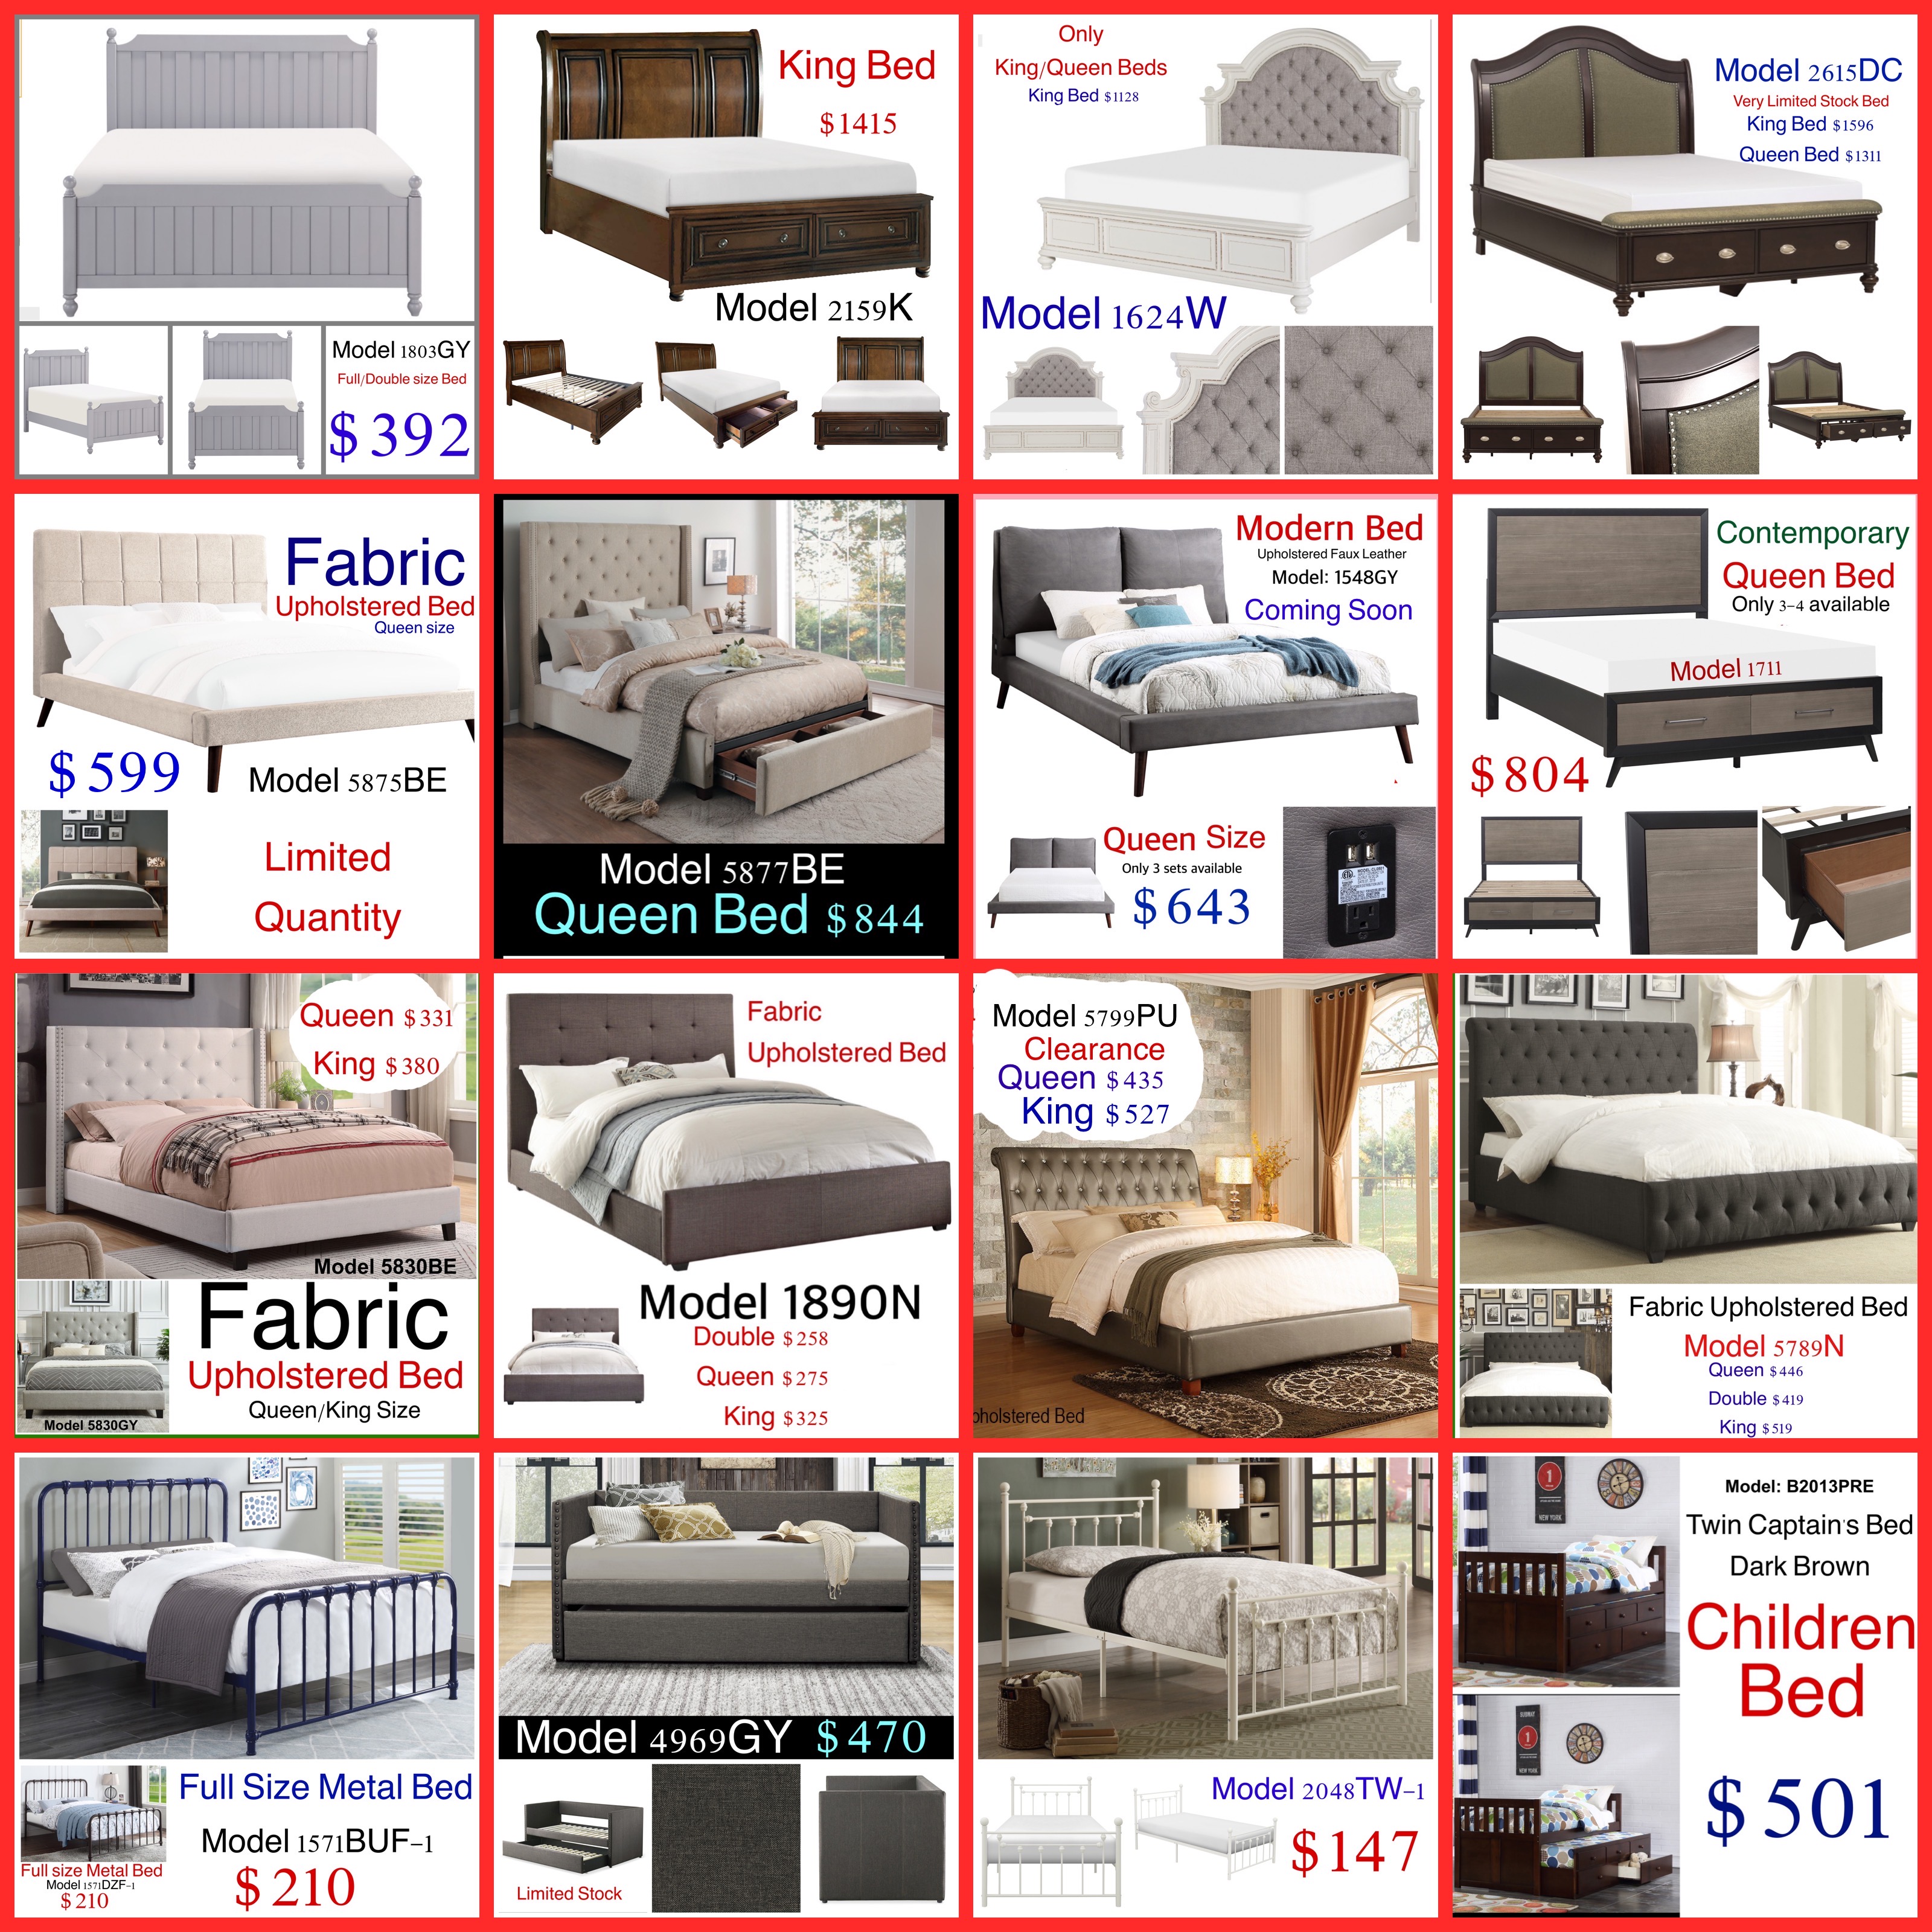 Model 1803GY
Full/Double size Bed
$392
King Bed
$1415
Model 2159K
Only
King/Queen Beds
King Bed $1128
Model 1624W
Model 2615DC
Very Limited Stock Bed
King Bed $1596
Queen Bed $1311
Fabric
Upholstered Bed
Queen size
$599
Model 5875BE
Limited
Quantity
Model 5877BE
Queen Bed $844
Modern Bed
Upholstered Faux Leather
Model: 1548GY
Coming Soon
Queen Size
Only 3 sets available
$643
Contemporary
Queen Bed
Only 3-4 available
Model 1711
$804
Queen $331
King $380
Model 5830BE
Fabric
Upholstered Bed
Queen/King Size
Model 5830GY
Fabric
Upholstered Bed
Model 1890N
Double $258
Queen $275
King $325
Model 5799PU
Clearance
Queen $435
King $527
pholstered Bed
Fabric Upholstered Bed
Model 5789N
Queen $446
Double $419
King $519
Full Size Metal Bed
Model 1571BUF-1
$210
Full size Metal Bed
Model 1571DZF-1
$210
Model 4969GY $470
Limited Stock
Model 2048TW-1
$147
Model: B2013PRE
Twin Captain's Bed
Dark Brown
Children
Bed
$501
1
NEW YORK
SUBWAY
1
NEW YORK